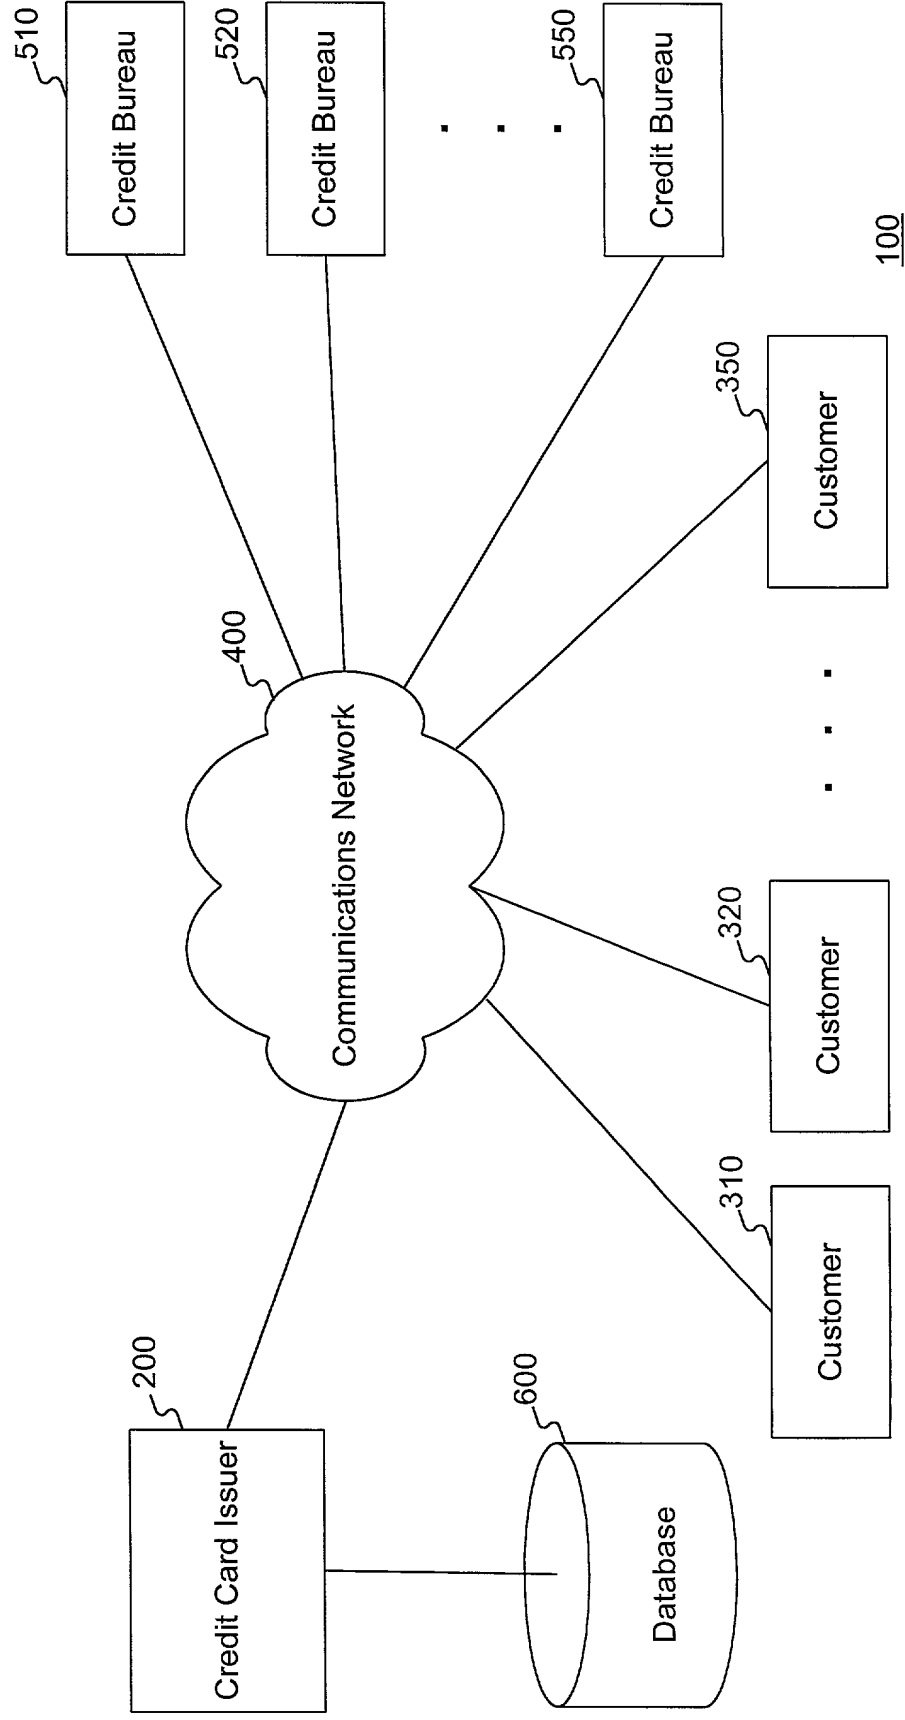 200
Credit Card Issuer
600
Database
400
Communications Network
510
Credit Bureau
520
Credit Bureau
. . .
550
Credit Bureau
310
Customer
320
Customer
. . .
350
Customer
100